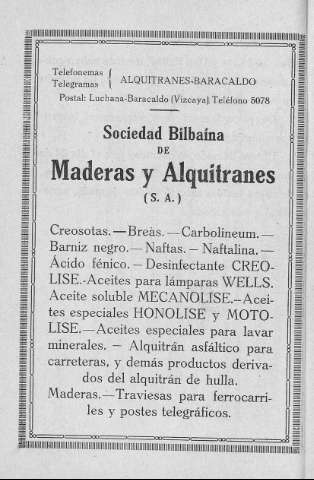 Telefonemas { ALQUITRANES-BARACALDO
Telegramas
Postal: Luchana-Baracaldo (Vizcaya) Teléfono 5078
Sociedad Bilbaína
DE
Maderas y Alquitranes
(S. A.)
Creosotas.—Breas.—Carbolineum.—
Barniz negro.—Naftas.—Naftalina.—
Ácido fénico.—Desinfectante CREO-
LISE.-Aceites para lámparas WELLS.
Aceite soluble MECANOLISE.-Acei-
tes especiales HONOLISE y MOTO-
LISE.—Aceites especiales para lavar
minerales. — Alquitrán asfáltico para
carreteras, y demás productos deriva-
dos del alquitrán de hulla.
Maderas.—Traviesas para ferrocarri-
les y postes telegráficos.